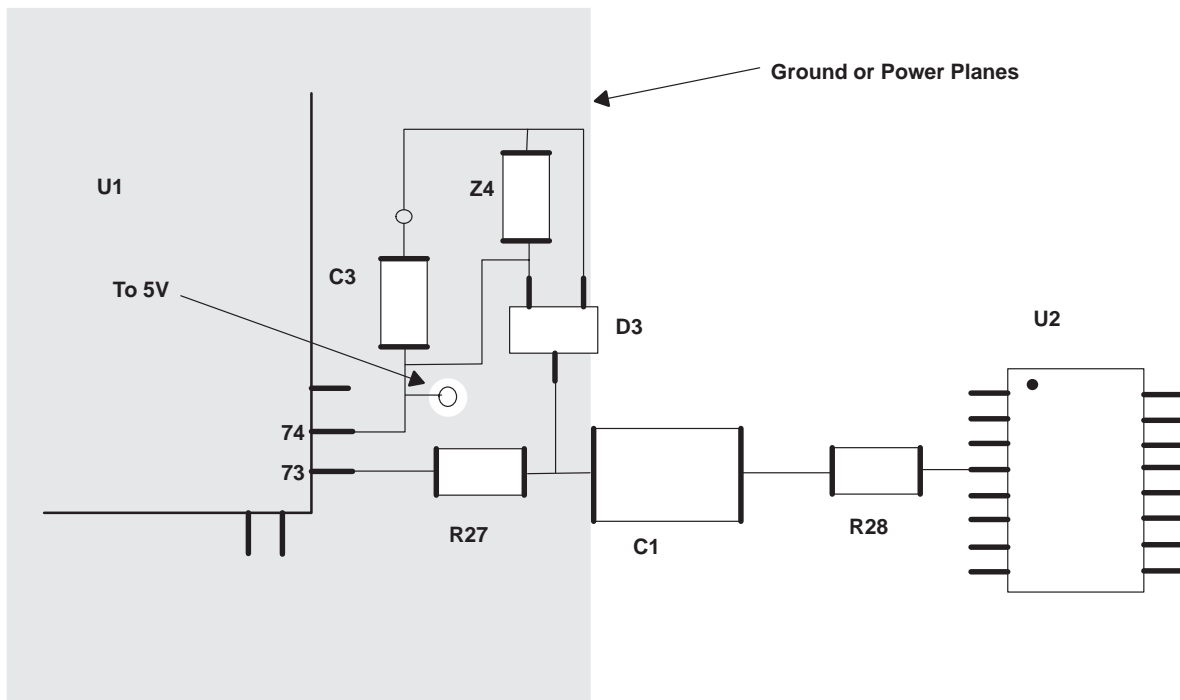 Ground or Power Planes
U1
Z4
C3
To 5V
D3
U2
74
73
R27
C1
R28